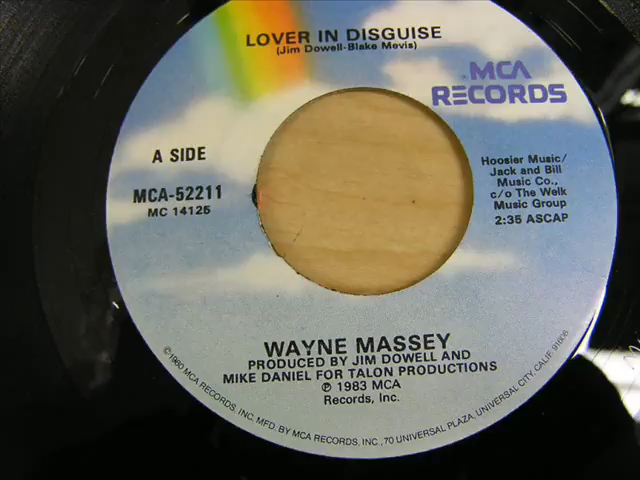 LOVER IN DISGUISE
(Jim Dowell-Blake Mevis)
MCA
RECORDS
A SIDE
MCA-52211
MC 14125
Hoosier Music/
Jack and Bill
Music Co.,
c/o The Welk
Music Group
2:35 ASCAP
WAYNE MASSEY
PRODUCED BY JIM DOWELL AND
MIKE DANIEL FOR TALON PRODUCTIONS
℗ 1983 MCA
Records, Inc.
©1980 MCA RECORDS, INC. MFD. BY MCA RECORDS, INC., 70 UNIVERSAL PLAZA, UNIVERSAL CITY, CALIF. 91608